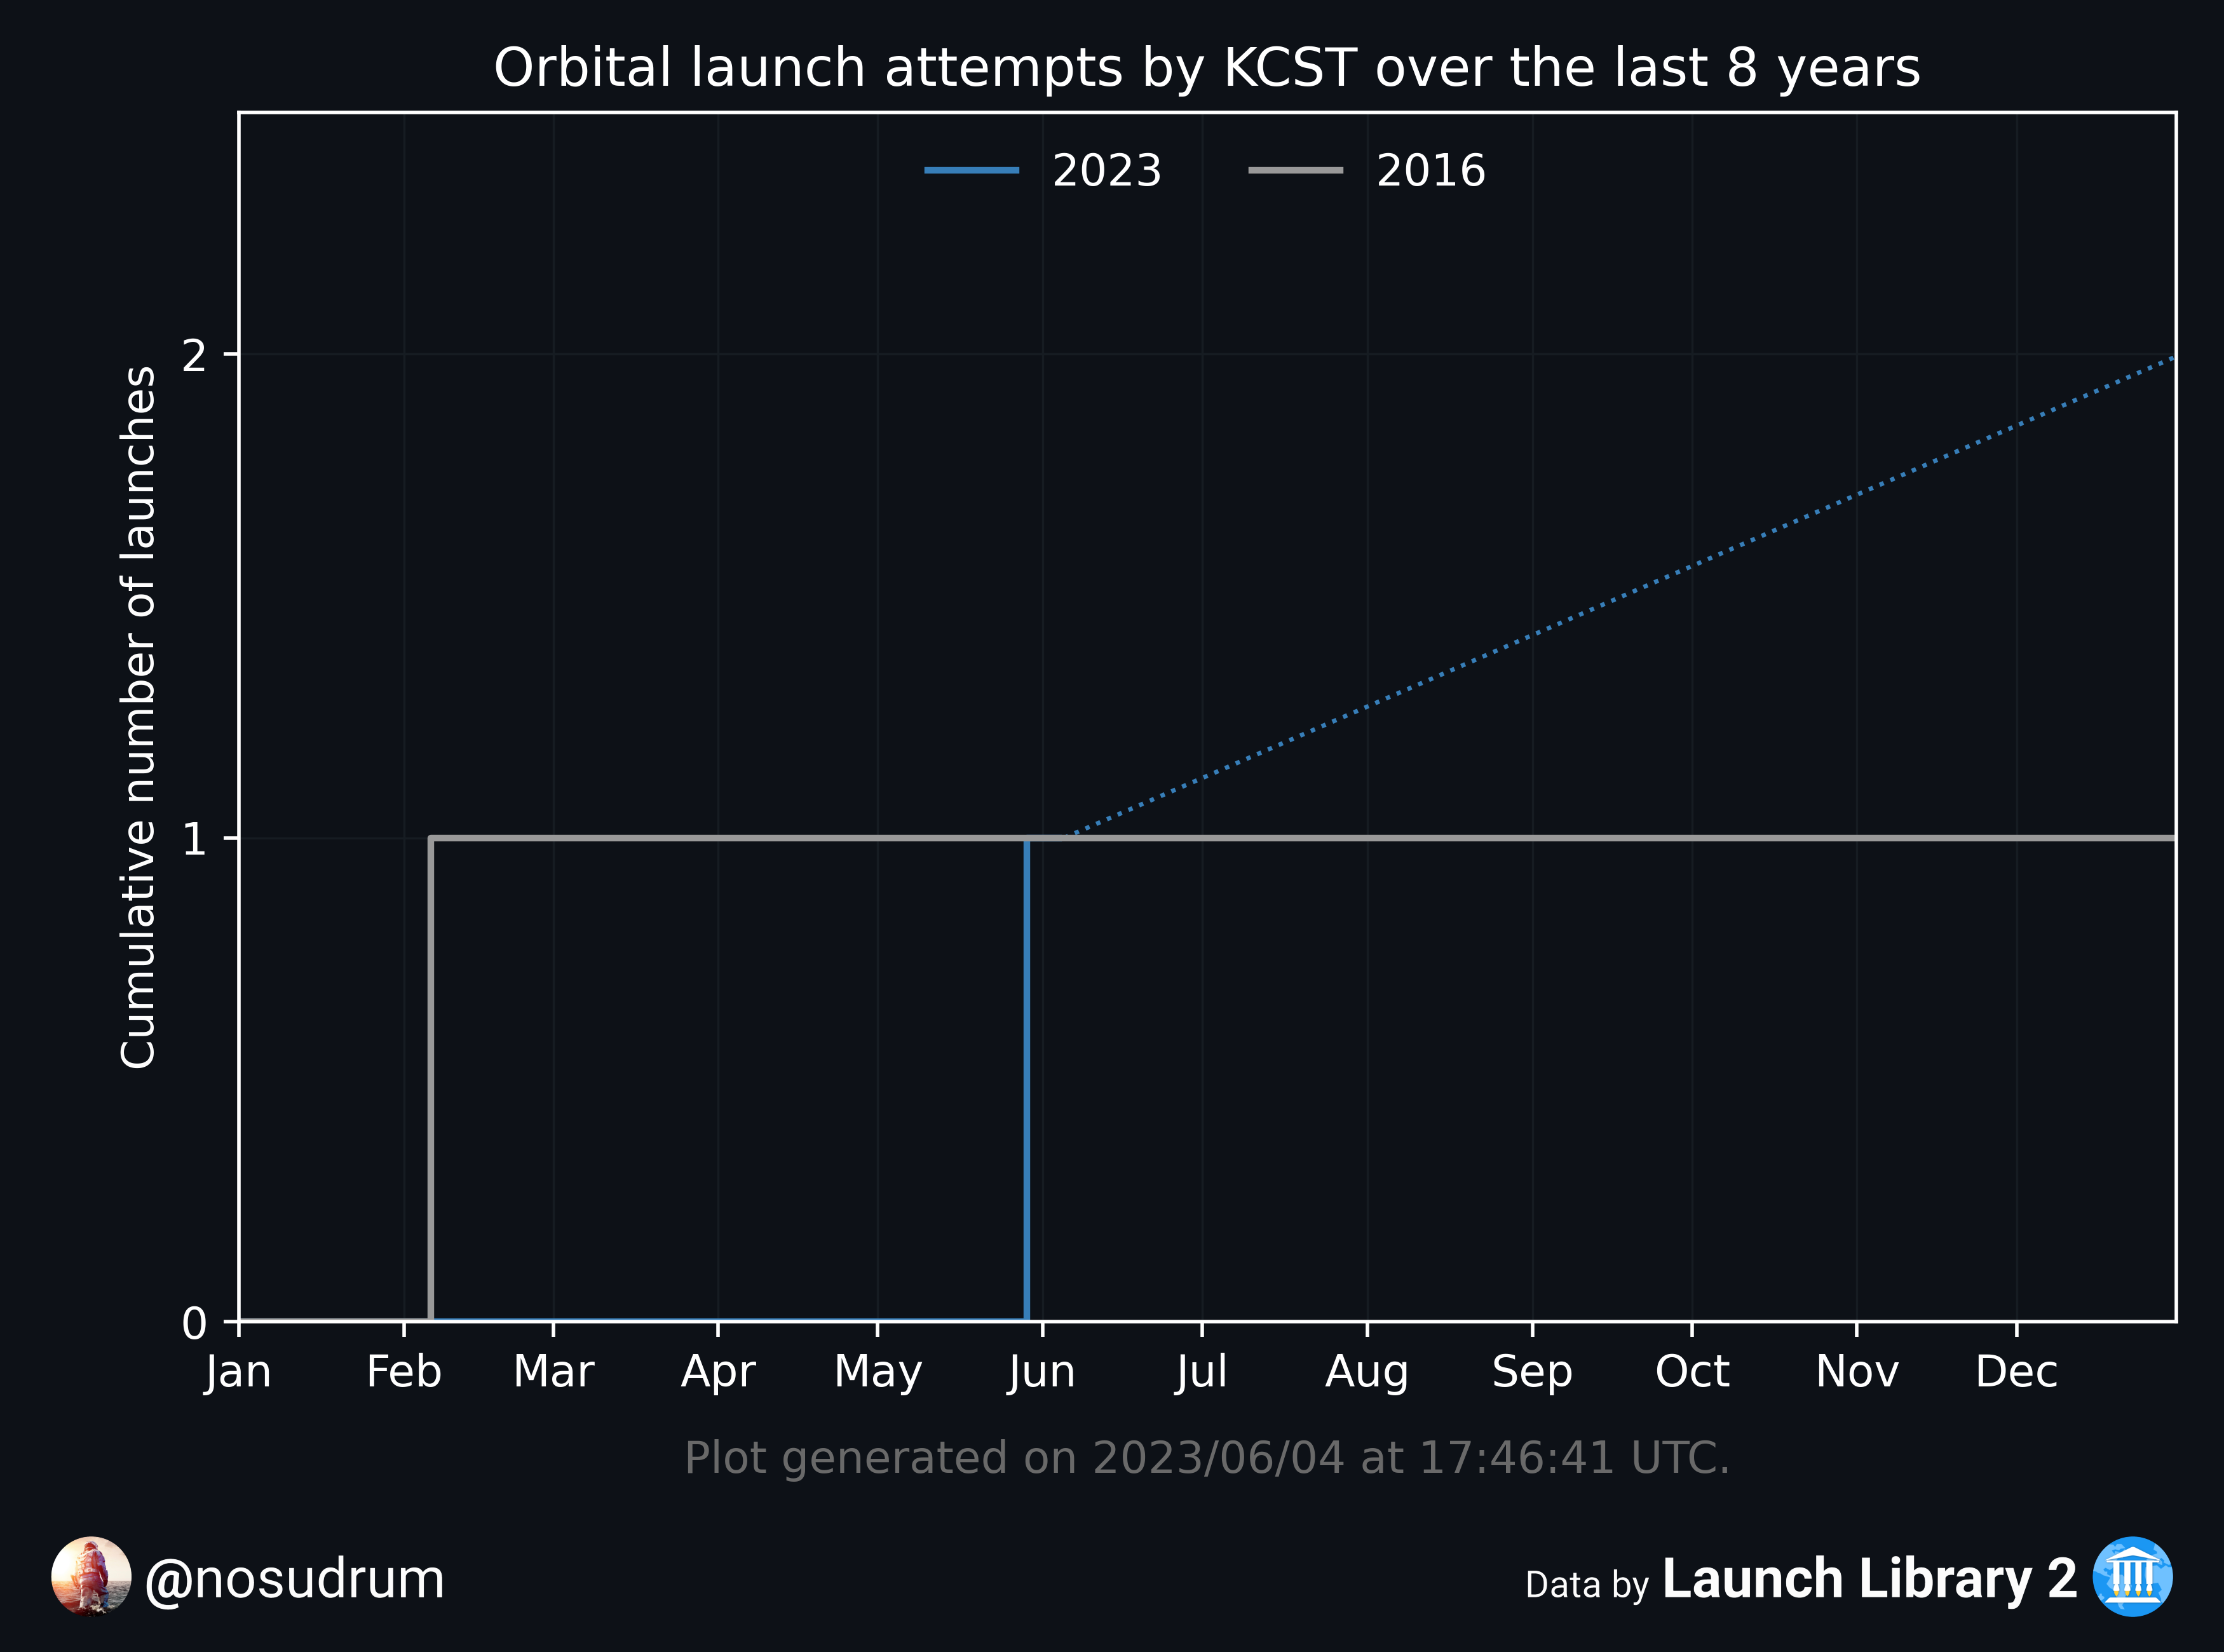 Orbital launch attempts by KCST over the last 8 years
2023 2016
Cumulative number of launches
2
1
0
Jan Feb Mar Apr May Jun Jul Aug Sep Oct Nov Dec
Plot generated on 2023/06/04 at 17:46:41 UTC.
@nosudrum
Data by Launch Library 2